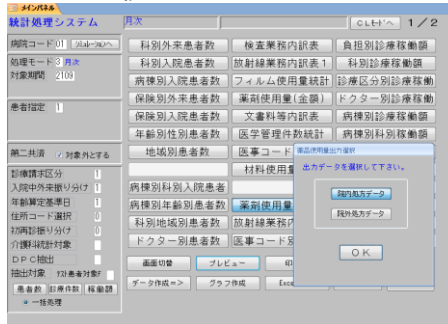 メインパネル
統計処理システム
月次
CLモードへ 1／2
病院コード 01 シミュレーションへ
処理モード 3 月次
対象期間 2109
患者指定 1
第二共済 対象外とする
診療請求区分 1
入院中外来振り分け 1
年齢算定基準日 1
住所コード選択 0
初再診振り分け 0
介護科統計対象
DPC抽出
抽出対象 テスト患者対象F
患者数 診療件数 稼働額
一括処理
科別外来患者数 検査業務内訳表 負担別診療稼働額
科別入院患者数 放射線業務内訳表1 科別診療稼働額
病棟別入院患者数 フィルム使用量統計 診療区分別診療稼働
保険別外来患者数 薬剤使用量(金額) ドクター別診療稼働
保険別入院患者数 文書料等内訳表 病棟別診療稼働額
年齢別性別患者数 医学管理件数統計 病棟別科別稼働額
地域別患者数 医事コード
材料使用量
病棟別科別入院患者
病棟別年齢別患者数 薬剤使用量
科別地域別患者数 放射線業務内
ドクター別患者数 医事コード別
画面切替 プレビュー 印
データ作成=> グラフ作成 Exce
薬品使用量出力選択
出力データを選択して下さい。
院内処方データ
院外処方データ
OK